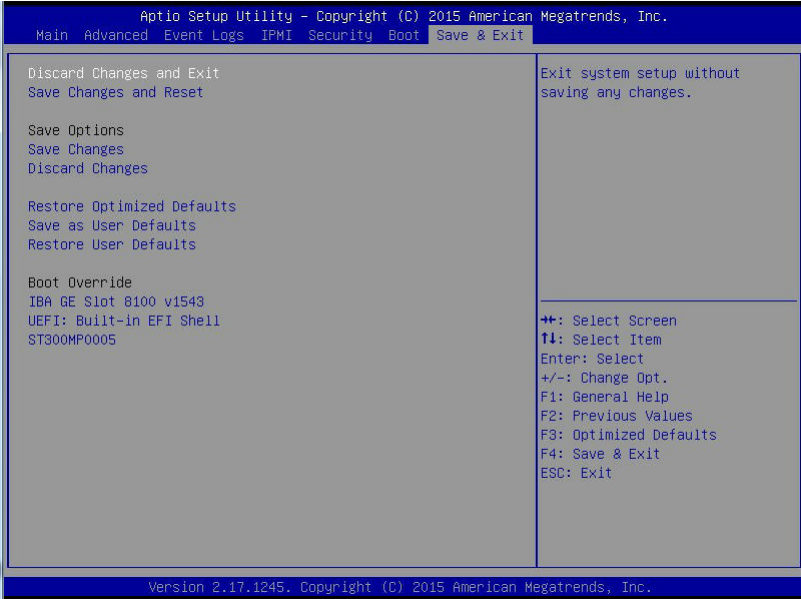 Aptio Setup Utility – Copyright (C) 2015 American Megatrends, Inc.
Main Advanced Event Logs IPMI Security Boot Save & Exit
Discard Changes and Exit
Save Changes and Reset
Save Options
Save Changes
Discard Changes
Restore Optimized Defaults
Save as User Defaults
Restore User Defaults
Boot Override
IBA GE Slot 8100 v1543
UEFI: Built-in EFI Shell
ST300MP0005
Exit system setup without
saving any changes.
→←: Select Screen
↑↓: Select Item
Enter: Select
+/-: Change Opt.
F1: General Help
F2: Previous Values
F3: Optimized Defaults
F4: Save & Exit
ESC: Exit
Version 2.17.1245. Copyright (C) 2015 American Megatrends, Inc.